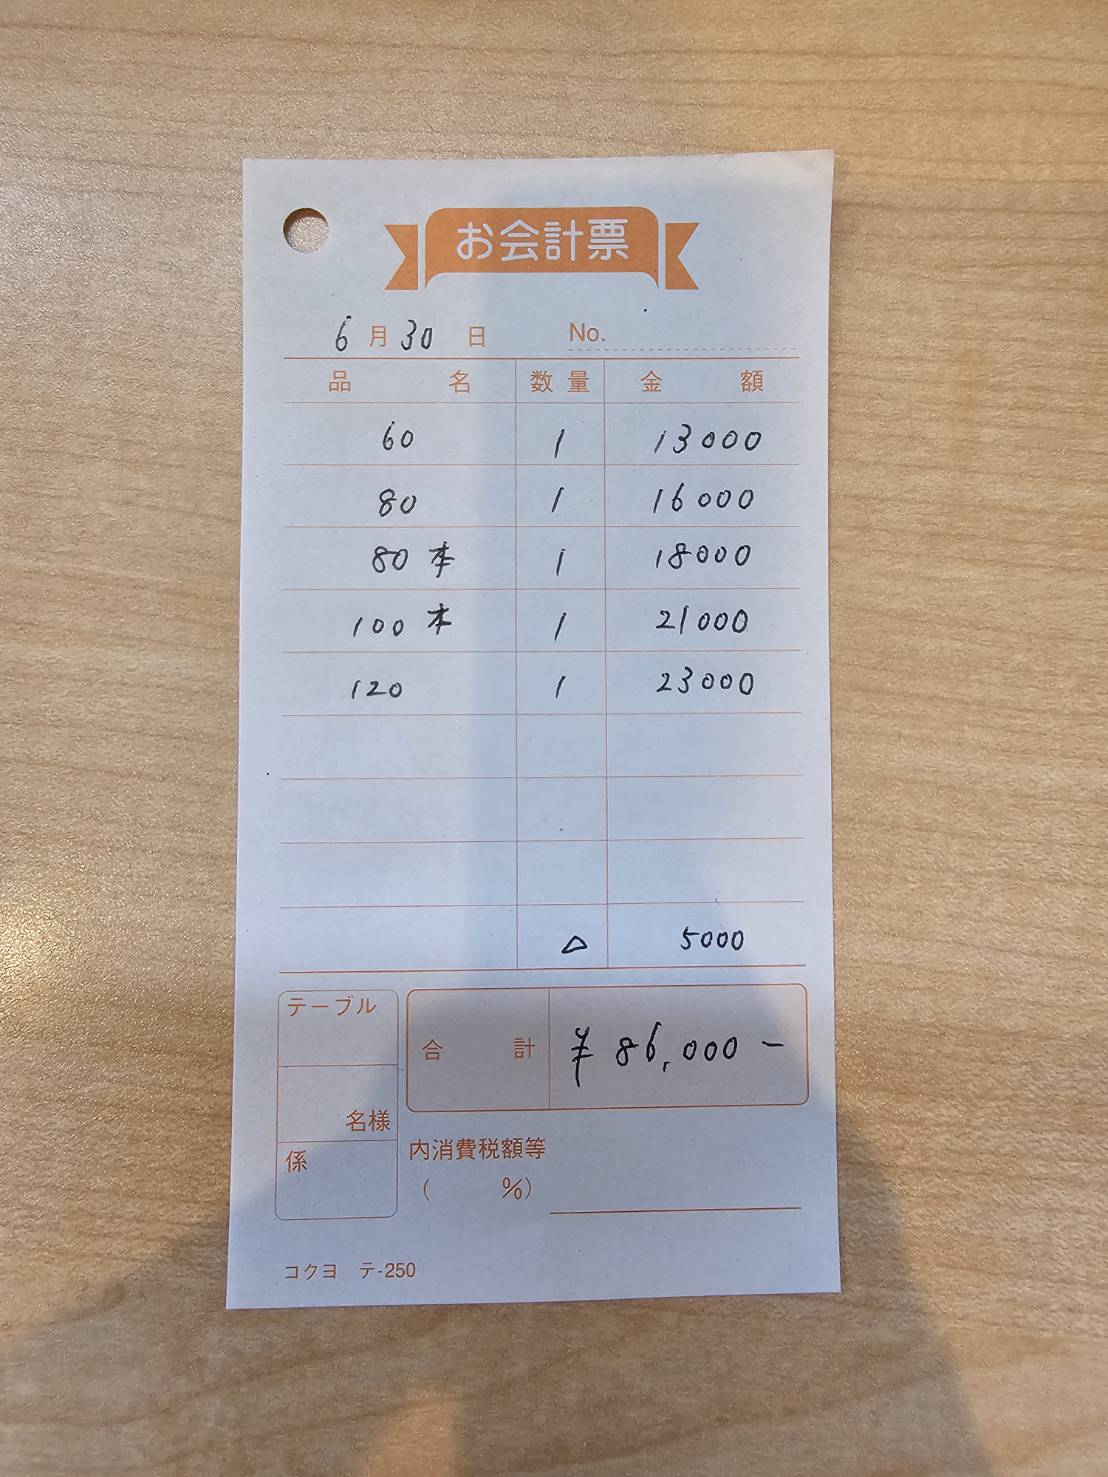 お会計票
6月30日 No.
品名 数量 金額
60 1 13000
80 1 16000
80 本 1 18000
100 本 1 21000
120 1 23000
△ 5000
テーブル
合計 ¥86,000-
名様
係
内消費税額等
( %)
コクヨ テ-250